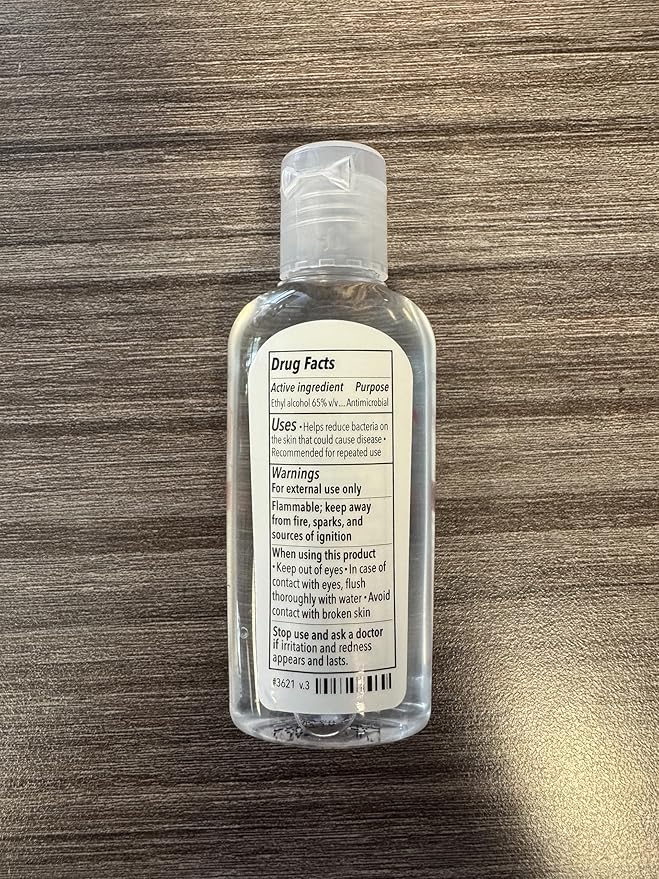 Drug Facts
Active ingredient Purpose
Ethyl alcohol 65% v/v... Antimicrobial
Uses • Helps reduce bacteria on
the skin that could cause disease •
Recommended for repeated use
Warnings
For external use only
Flammable; keep away
from fire, sparks, and
sources of ignition
When using this product
• Keep out of eyes • In case of
contact with eyes, flush
thoroughly with water • Avoid
contact with broken skin
Stop use and ask a doctor
if irritation and redness
appears and lasts.
#3621 v.3